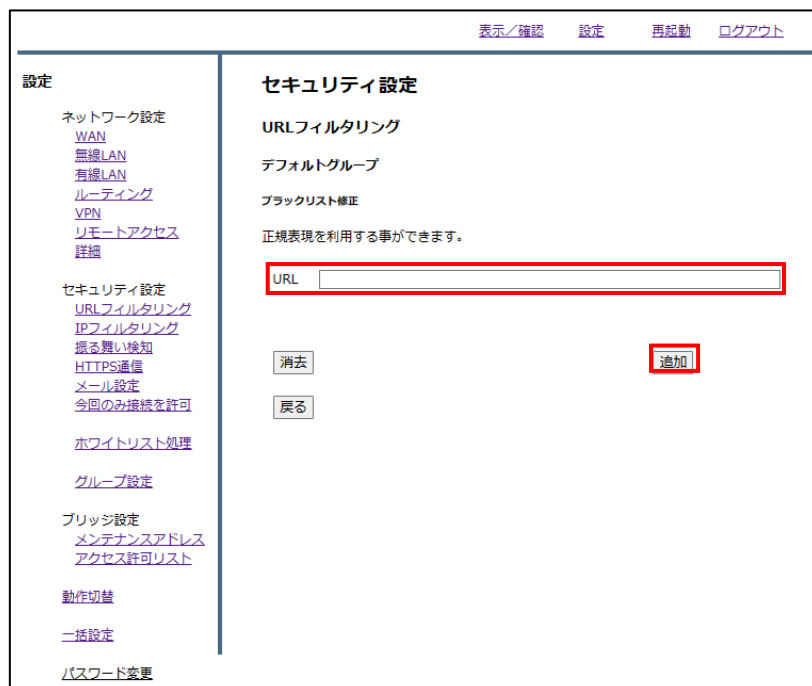 表示／確認 設定 再起動 ログアウト
設定
ネットワーク設定
WAN
無線LAN
有線LAN
ルーティング
VPN
リモートアクセス
詳細
セキュリティ設定
URLフィルタリング
IPフィルタリング
振る舞い検知
HTTPS通信
メール設定
今回のみ接続を許可
ホワイトリスト処理
グループ設定
ブリッジ設定
メンテナンスアドレス
アクセス許可リスト
動作切替
一括設定
パスワード変更
セキュリティ設定
URLフィルタリング
デフォルトグループ
ブラックリスト修正
正規表現を利用する事ができます。
URL
消去 追加
戻る